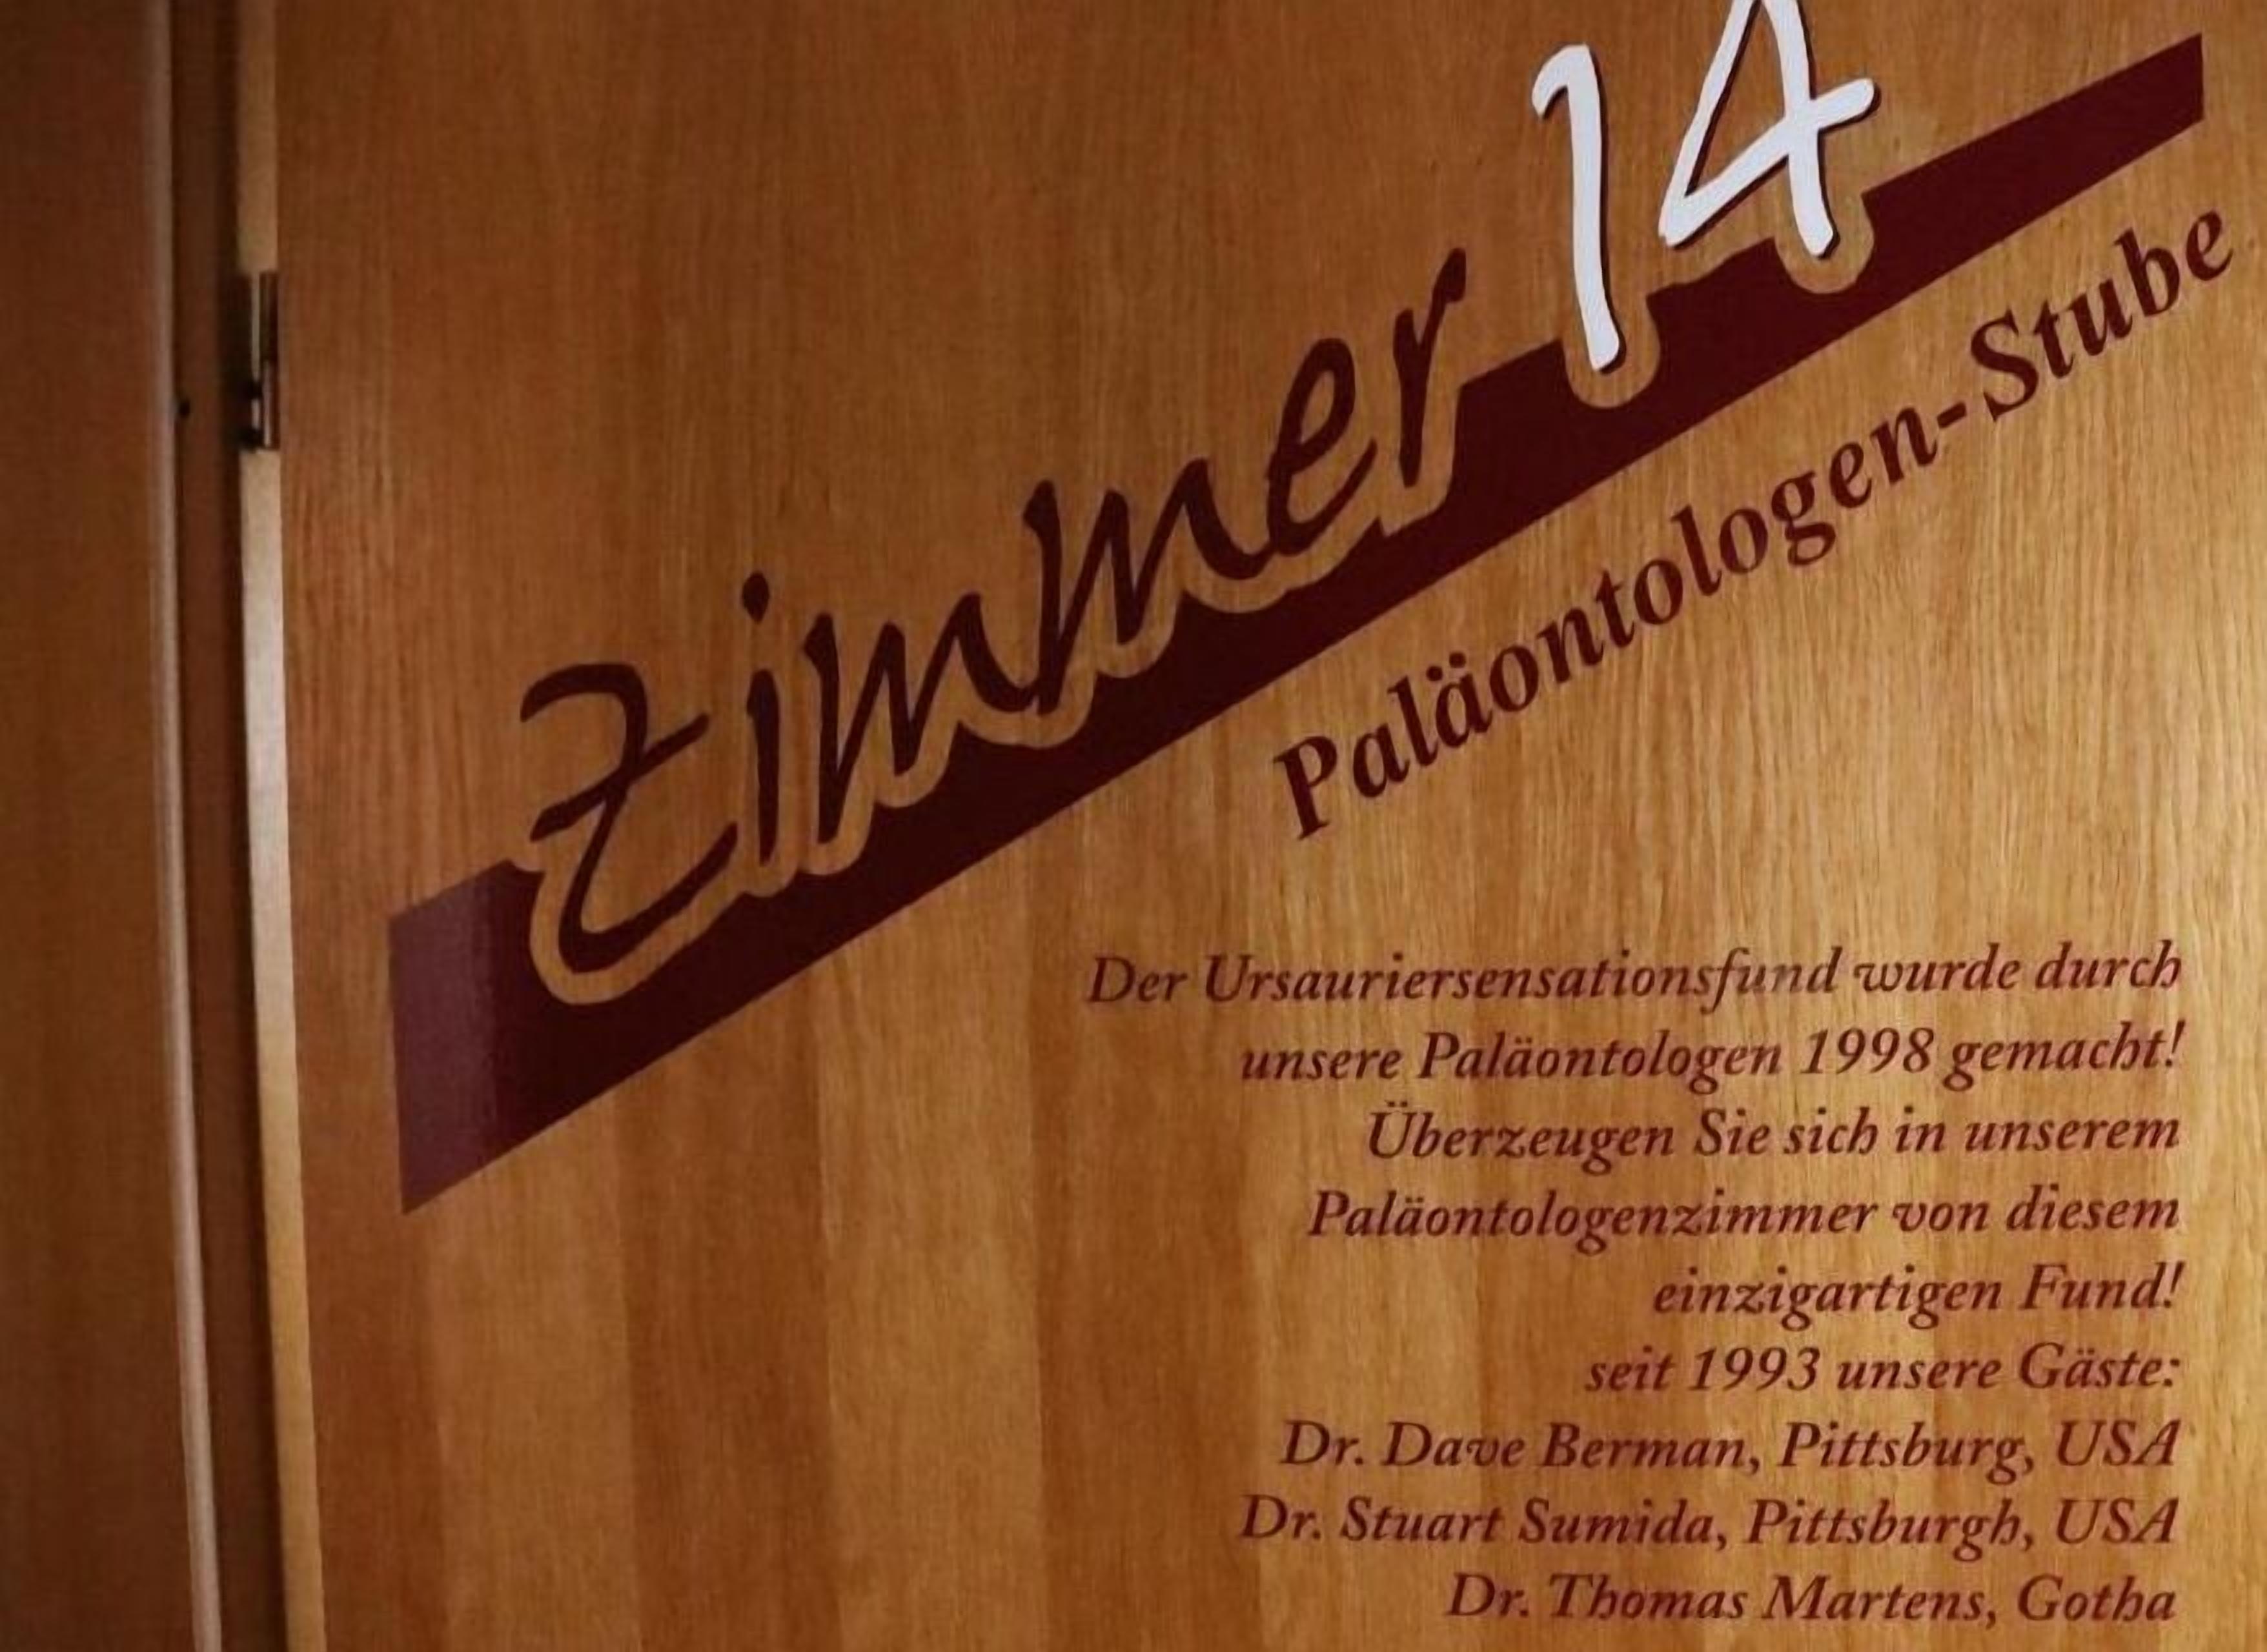 Zimmer 14
Paläontologen-Stube
Der Ursauriersensationsfund wurde durch
unsere Paläontologen 1998 gemacht!
Überzeugen Sie sich in unserem
Paläontologenzimmer von diesem
einzigartigen Fund!
seit 1993 unsere Gäste:
Dr. Dave Berman, Pittsburg, USA
Dr. Stuart Sumida, Pittsburgh, USA
Dr. Thomas Martens, Gotha